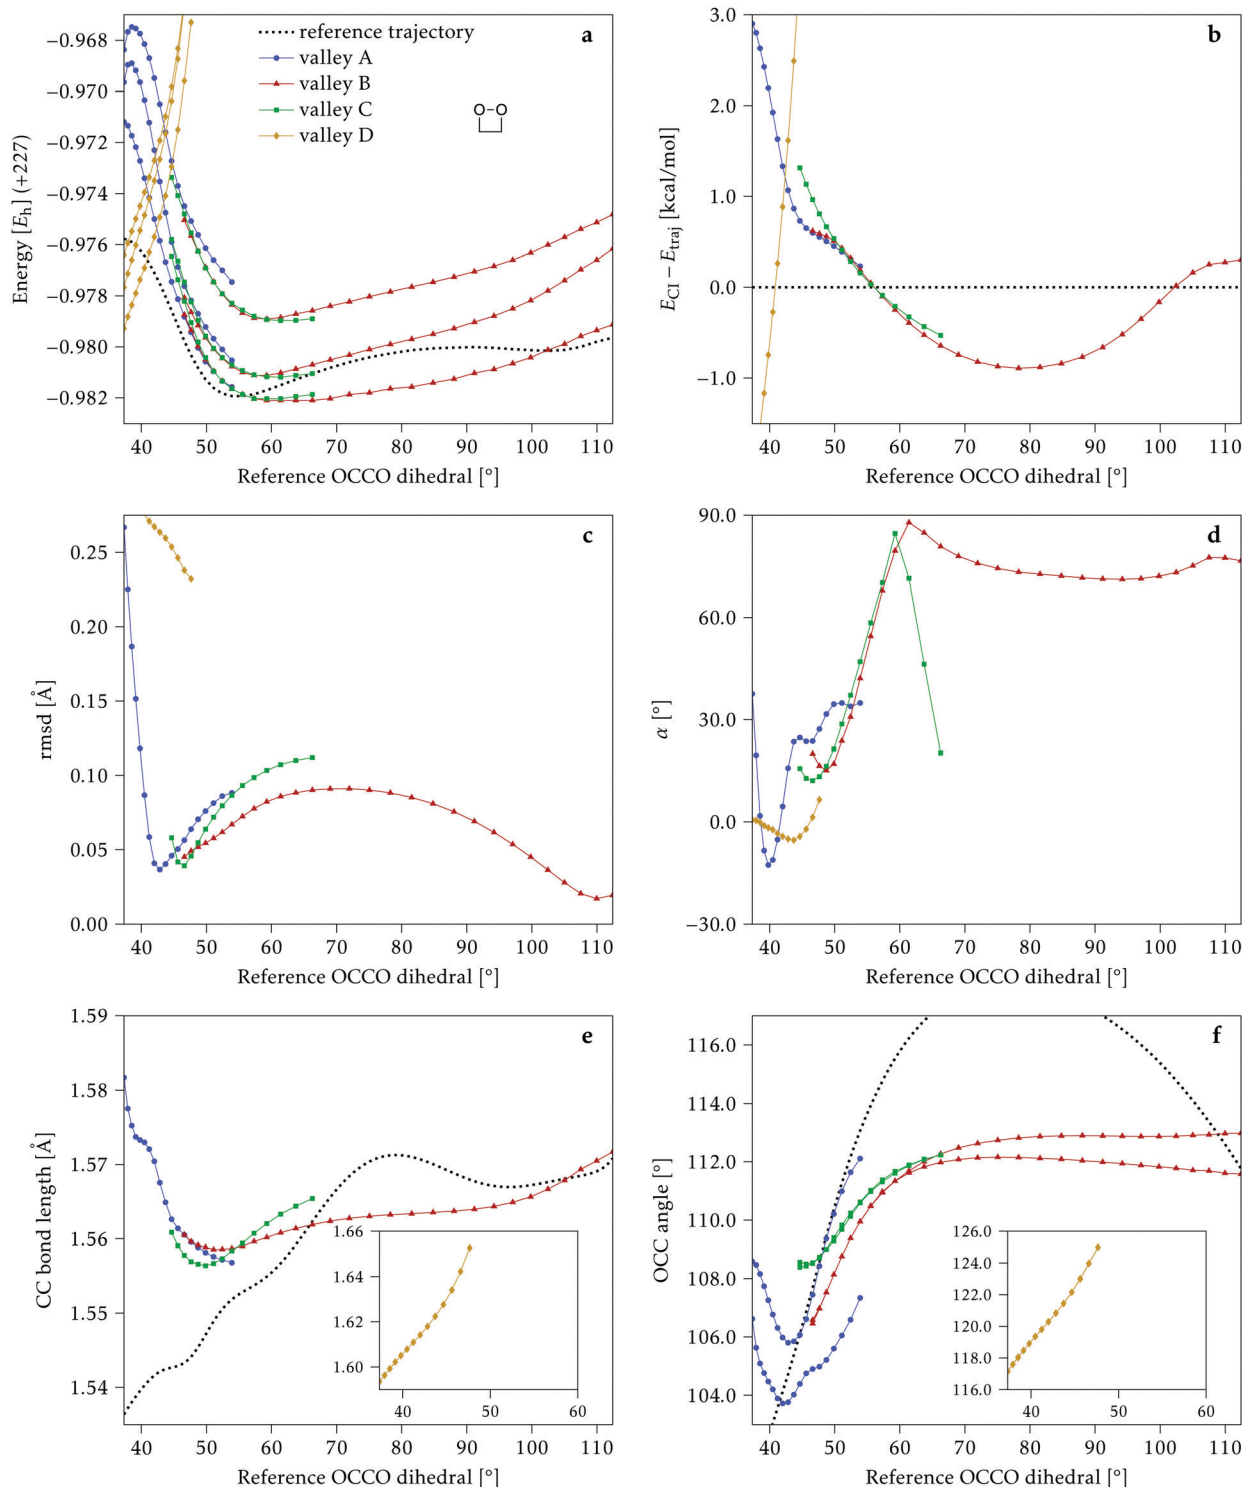 a
reference trajectory
valley A
valley B
valley C
valley D
O-O
−0.968
−0.970
−0.972
−0.974
−0.976
−0.978
−0.980
−0.982
Energy [Eh] (+227)
40 50 60 70 80 90 100 110
Reference OCCO dihedral [°]
b
3.0
2.0
1.0
0.0
−1.0
ECI − Etraj [kcal/mol]
40 50 60 70 80 90 100 110
Reference OCCO dihedral [°]
c
0.25
0.20
0.15
0.10
0.05
0.00
rmsd [Å]
40 50 60 70 80 90 100 110
Reference OCCO dihedral [°]
d
90.0
60.0
30.0
0.0
−30.0
α [°]
40 50 60 70 80 90 100 110
Reference OCCO dihedral [°]
e
1.59
1.58
1.57
1.56
1.55
1.54
CC bond length [Å]
1.66
1.64
1.62
1.60
40 50 60
40 50 60 70 80 90 100 110
Reference OCCO dihedral [°]
f
116.0
114.0
112.0
110.0
108.0
106.0
104.0
OCC angle [°]
126.0
124.0
122.0
120.0
118.0
116.0
40 50 60
40 50 60 70 80 90 100 110
Reference OCCO dihedral [°]